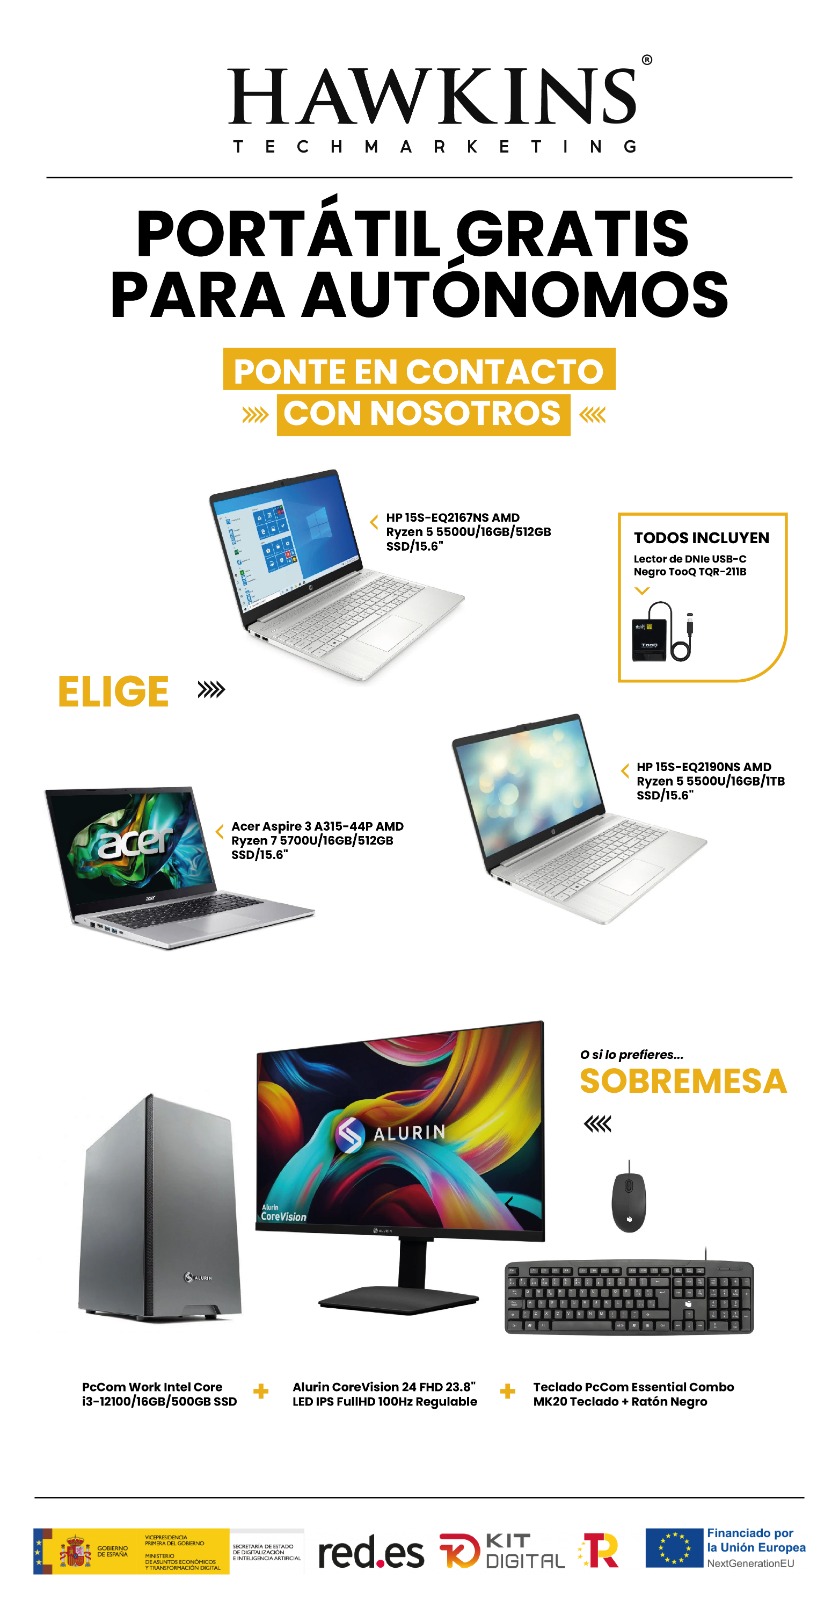 HAWKINS®
TECHMARKETING
PORTÁTIL GRATIS
PARA AUTÓNOMOS
PONTE EN CONTACTO
CON NOSOTROS
HP 15S-EQ2167NS AMD
Ryzen 5 5500U/16GB/512GB
SSD/15.6"
TODOS INCLUYEN
Lector de DNIe USB-C
Negro TooQ TQR-211B
ELIGE
HP 15S-EQ2190NS AMD
Ryzen 5 5500U/16GB/1TB
SSD/15.6"
acer
Acer Aspire 3 A315-44P AMD
Ryzen 7 5700U/16GB/512GB
SSD/15.6"
O si lo prefieres...
SOBREMESA
ALURIN
Alurin
CoreVision
ALURIN
ALURIN
PcCom Work Intel Core
i3-12100/16GB/500GB SSD
+
Alurin CoreVision 24 FHD 23.8"
LED IPS FullHD 100Hz Regulable
+
Teclado PcCom Essential Combo
MK20 Teclado + Ratón Negro
GOBIERNO
DE ESPAÑA
VICEPRESIDENCIA
PRIMERA DEL GOBIERNO
MINISTERIO
DE ASUNTOS ECONÓMICOS
Y TRANSFORMACIÓN DIGITAL
SECRETARÍA DE ESTADO
DE DIGITALIZACIÓN
E INTELIGENCIA ARTIFICIAL
red.es
KIT
DIGITAL
Financiado por
la Unión Europea
NextGenerationEU